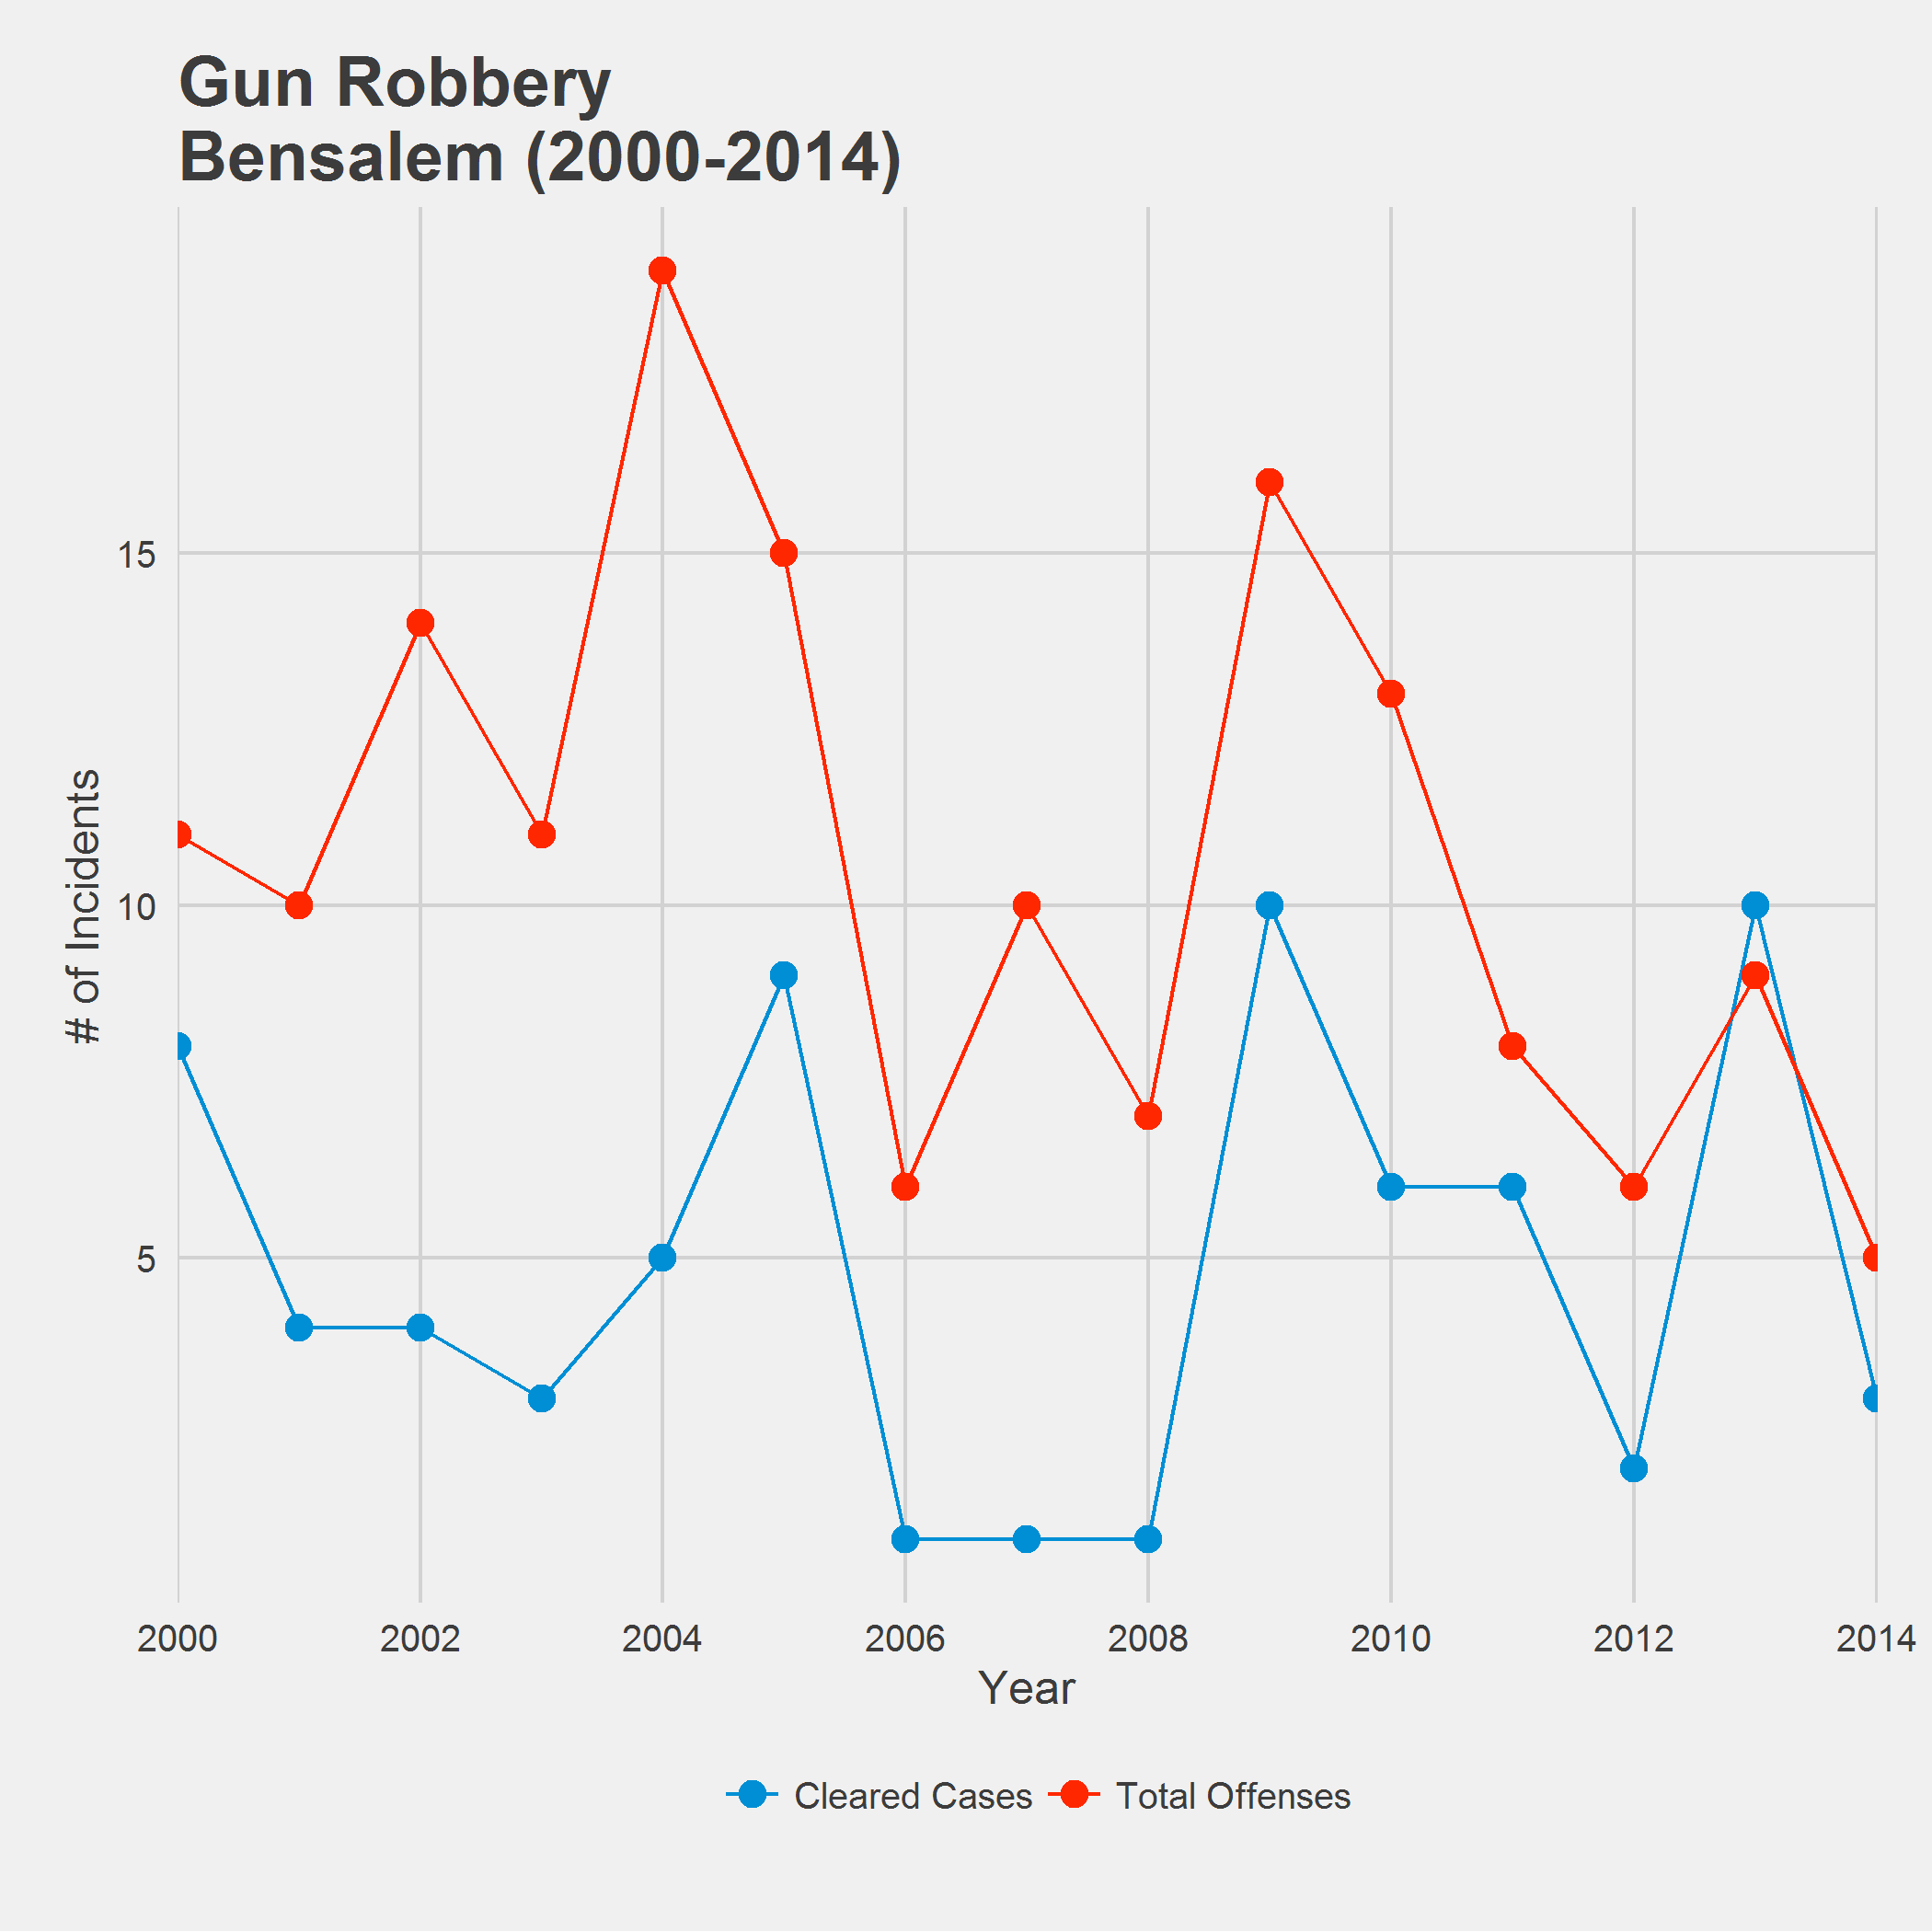 Gun Robbery
Bensalem (2000-2014)
# of Incidents
15
10
5
2000 2002 2004 2006 2008 2010 2012 2014
Year
Cleared Cases Total Offenses